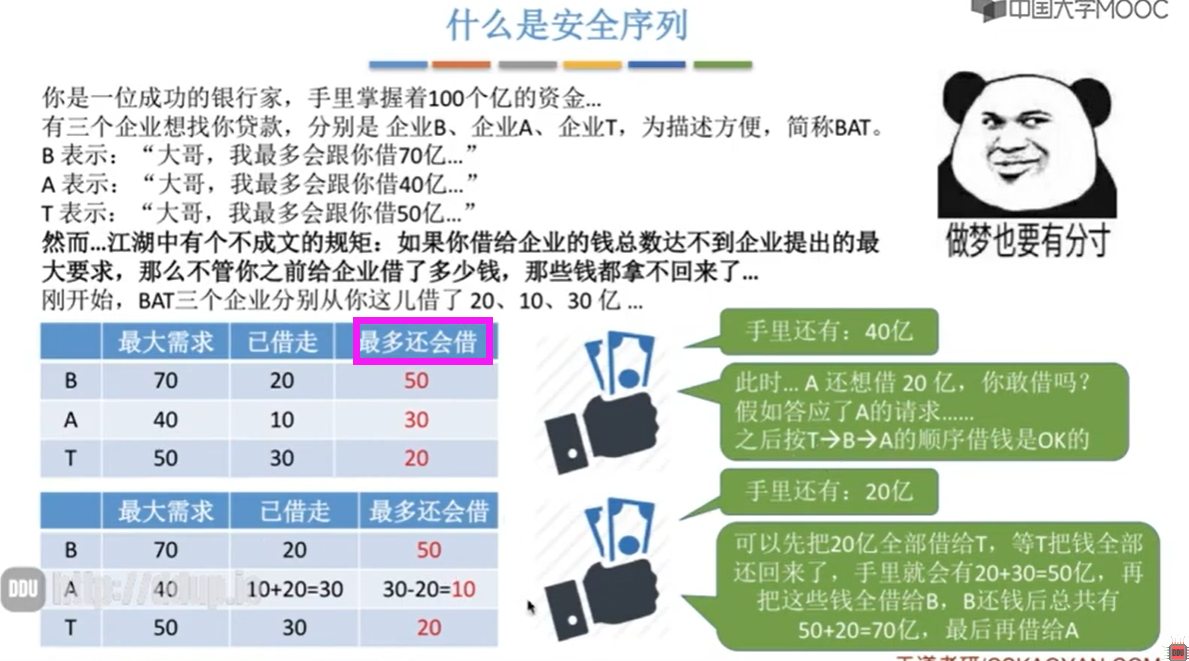 什么是安全序列
中国大学MOOC
你是一位成功的银行家，手里掌握着100个亿的资金...
有三个企业想找你贷款，分别是 企业B、企业A、企业T，为描述方便，简称BAT。
B 表示：“大哥，我最多会跟你借70亿...”
A 表示：“大哥，我最多会跟你借40亿...”
T 表示：“大哥，我最多会跟你借50亿...”
然而...江湖中有个不成文的规矩：如果你借给企业的钱总数达不到企业提出的最
大要求，那么不管你之前给企业借了多少钱，那些钱都拿不回来了...
刚开始，BAT三个企业分别从你这儿借了 20、10、30 亿 ...
做梦也要有分寸
最大需求 已借走 最多还会借
B 70 20 50
A 40 10 30
T 50 30 20
手里还有：40亿
此时... A 还想借 20 亿，你敢借吗？
假如答应了A的请求......
之后按T→B→A的顺序借钱是OK的
最大需求 已借走 最多还会借
B 70 20 50
A 40 10+20=30 30-20=10
T 50 30 20
手里还有：20亿
可以先把20亿全部借给T，等T把钱全部
还回来了，手里就会有20+30=50亿，再
把这些钱全借给B，B还钱后总共有
50+20=70亿，最后再借给A
DDU
http://ddup.io
DDU